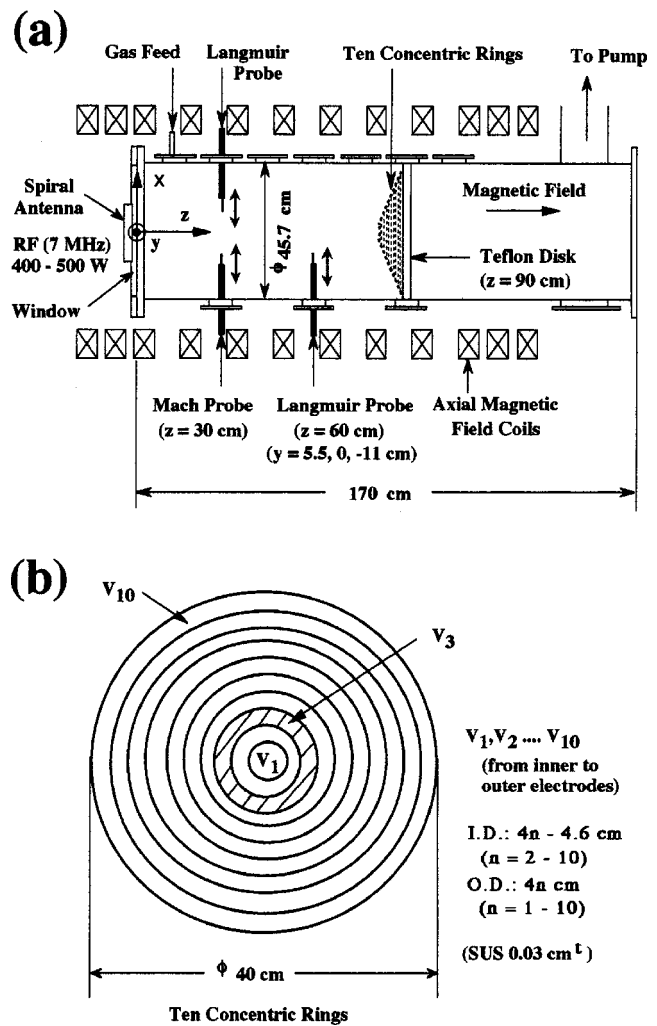 (a)
Gas Feed
Langmuir
Probe
Ten Concentric Rings
To Pump
Spiral
Antenna
RF (7 MHz)
400 - 500 W
Window
X
z
y
ϕ 45.7 cm
Magnetic Field
Teflon Disk
(z = 90 cm)
Mach Probe
(z = 30 cm)
Langmuir Probe
(z = 60 cm)
(y = 5.5, 0, -11 cm)
Axial Magnetic
Field Coils
170 cm
(b)
V10
V3
V1
V1,V2 .... V10
(from inner to
outer electrodes)
I.D.: 4n - 4.6 cm
(n = 2 - 10)
O.D.: 4n cm
(n = 1 - 10)
(SUS 0.03 cm t)
ϕ 40 cm
Ten Concentric Rings